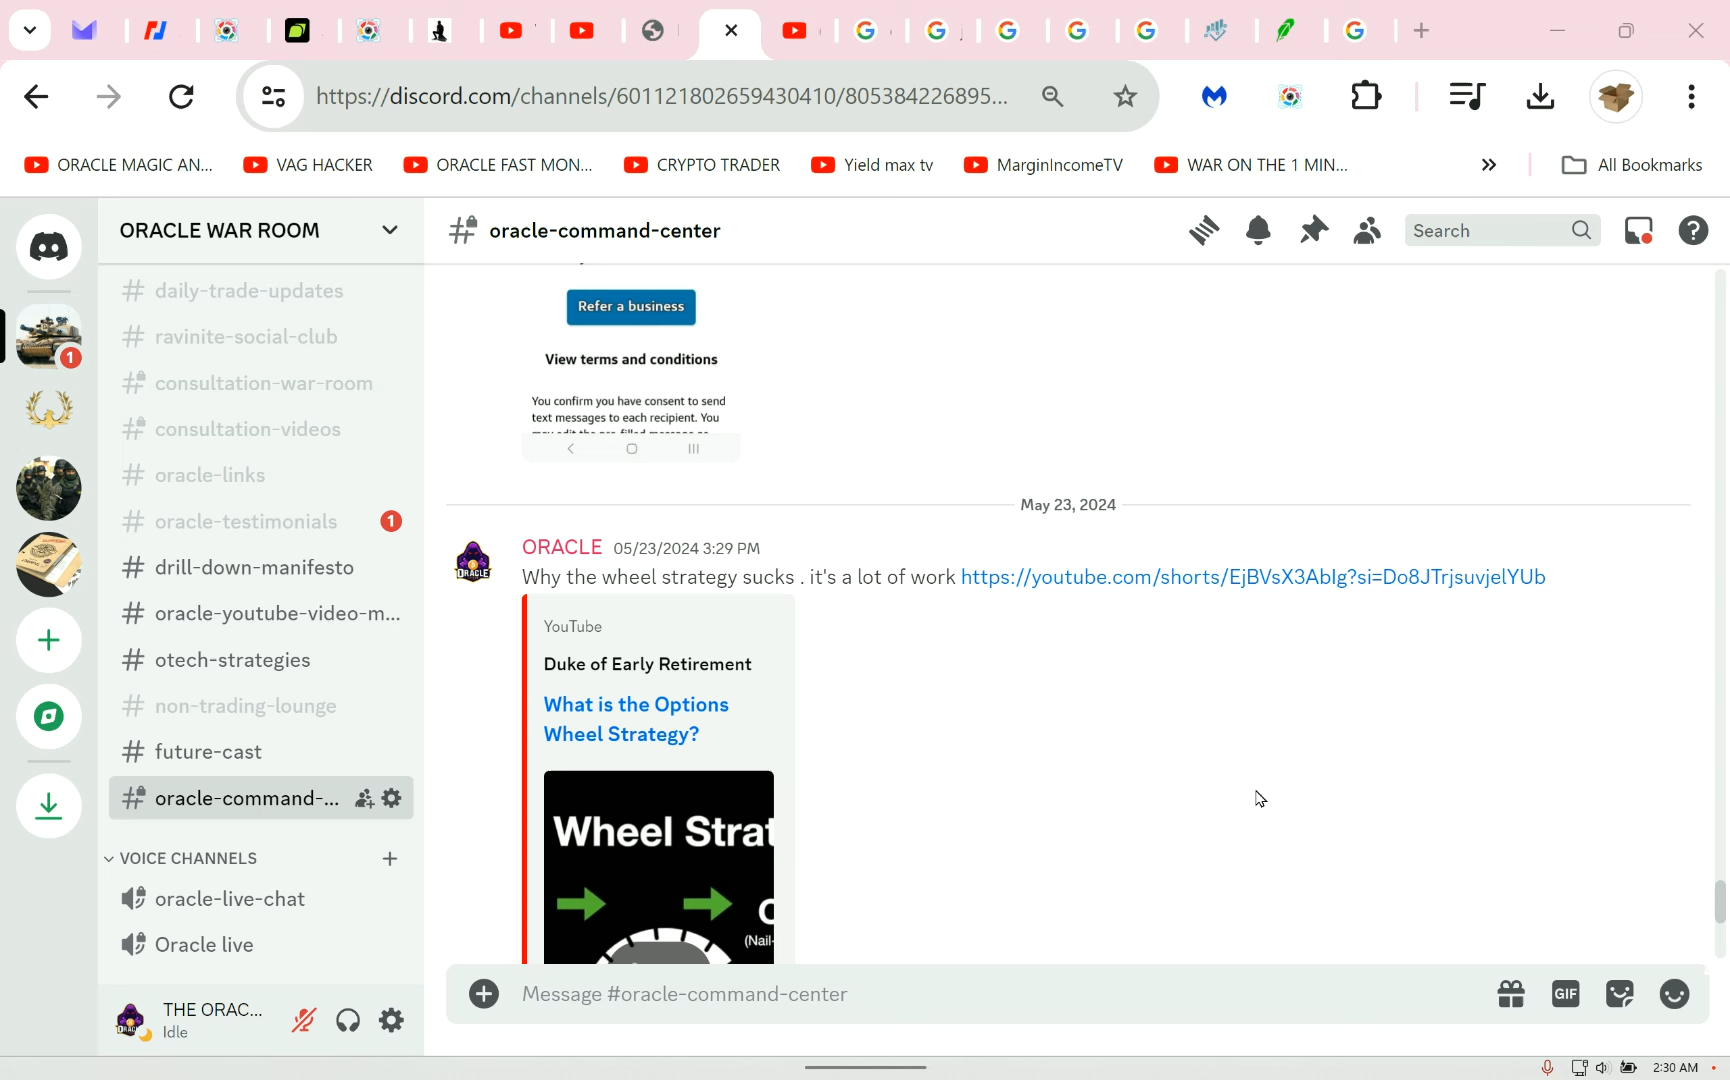 https://discord.com/channels/601121802659430410/805384226895...
ORACLE MAGIC AN...
VAG HACKER
ORACLE FAST MON...
CRYPTO TRADER
Yield max tv
MarginIncomeTV
WAR ON THE 1 MIN...
All Bookmarks
ORACLE WAR ROOM
oracle-command-center
Search
daily-trade-updates
ravinite-social-club
consultation-war-room
consultation-videos
oracle-links
oracle-testimonials 1
drill-down-manifesto
oracle-youtube-video-m...
otech-strategies
non-trading-lounge
future-cast
oracle-command-...
VOICE CHANNELS
oracle-live-chat
Oracle live
THE ORAC...
Idle
1
Refer a business
View terms and conditions
You confirm you have consent to send
text messages to each recipient. You
May 23, 2024
ORACLE 05/23/2024 3:29 PM
Why the wheel strategy sucks . it's a lot of work https://youtube.com/shorts/EjBVsX3AbIg?si=Do8JTrjsuvjelYUb
YouTube
Duke of Early Retirement
What is the Options
Wheel Strategy?
Wheel Strat
(Nail-
Message #oracle-command-center
GIF
2:30 AM